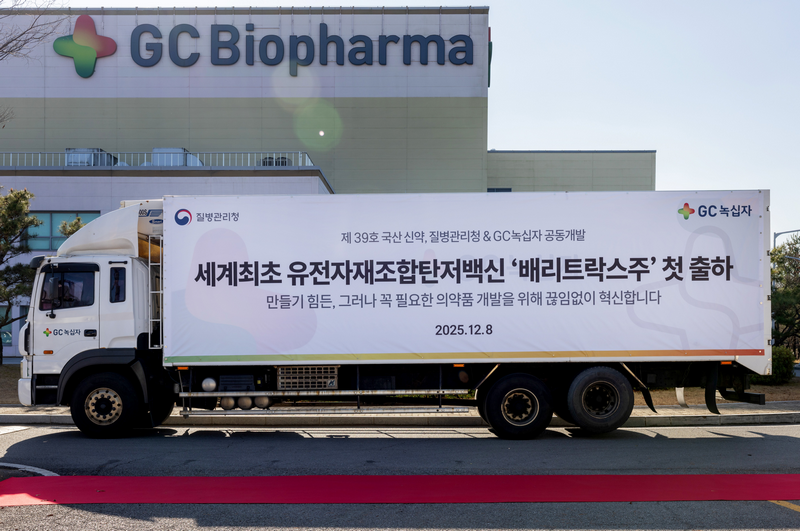 GC Biopharma
질병관리청
GC 녹십자
제 39호 국산 신약, 질병관리청 & GC녹십자 공동개발
세계최초 유전자재조합탄저백신 '배리트락스주' 첫 출하
만들기 힘든, 그러나 꼭 필요한 의약품 개발을 위해 끊임없이 혁신합니다
2025.12.8
GC 녹십자